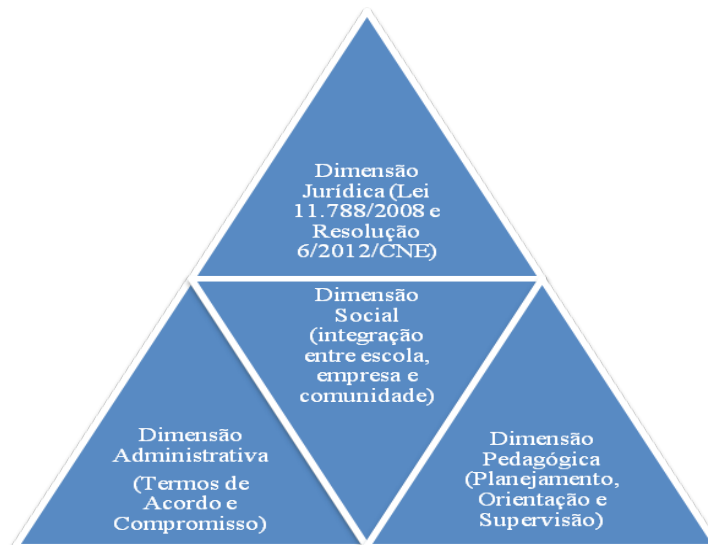 Dimensão
Jurídica (Lei
11.788/2008 e
Resolução
6/2012/CNE)
Dimensão
Social
(integração
entre escola,
empresa e
comunidade)
Dimensão
Administrativa
(Termos de
Acordo e
Compromisso)
Dimensão
Pedagógica
(Planejamento,
Orientação e
Supervisão)